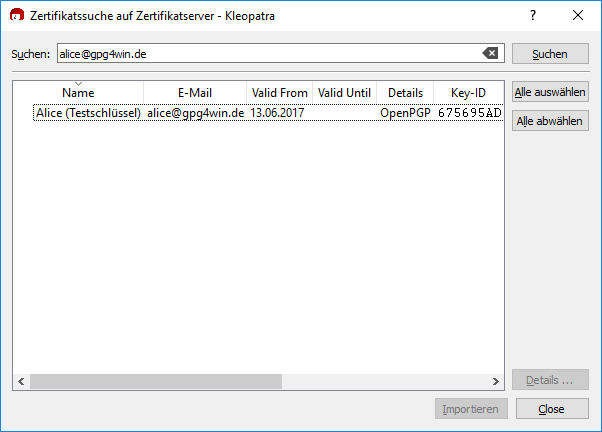 Zertifikatssuche auf Zertifikatserver - Kleopatra
Suchen: alice@gpg4win.de Suchen
Name E-Mail Valid From Valid Until Details Key-ID
Alle auswählen
Alice (Testschlüssel) alice@gpg4win.de 13.06.2017 OpenPGP 675695AD
Alle abwählen
Details ...
Importieren Close